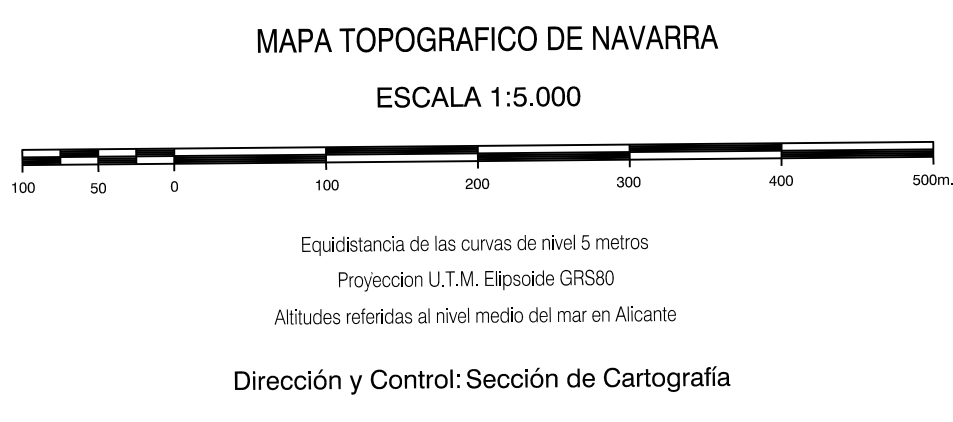 MAPA TOPOGRAFICO DE NAVARRA
ESCALA 1:5.000
100 50 0 100 200 300 400 500m.
Equidistancia de las curvas de nivel 5 metros
Proyeccion U.T.M. Elipsoide GRS80
Altitudes referidas al nivel medio del mar en Alicante
Dirección y Control: Sección de Cartografía